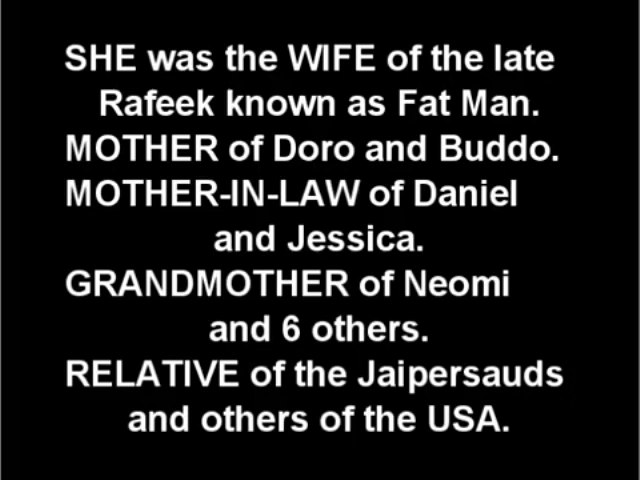 SHE was the WIFE of the late
Rafeek known as Fat Man.
MOTHER of Doro and Buddo.
MOTHER-IN-LAW of Daniel
and Jessica.
GRANDMOTHER of Neomi
and 6 others.
RELATIVE of the Jaipersauds
and others of the USA.